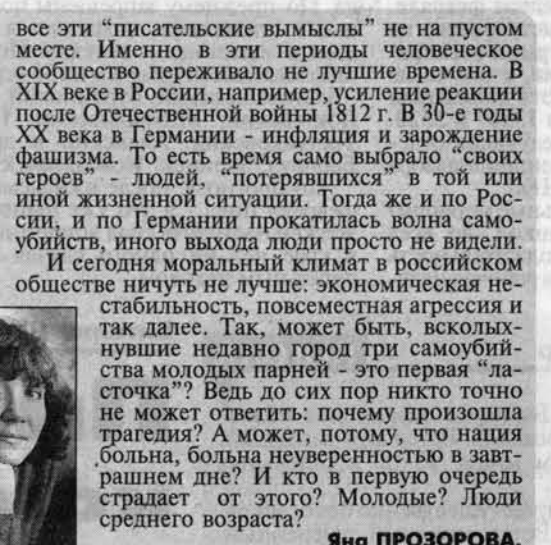 все эти “писательские вымыслы” не на пустом
месте. Именно в эти периоды человеческое
сообщество переживало не лучшие времена. В
XIX веке в России, например, усиление реакции
после Отечественной войны 1812 г. В 30-е годы
XX века в Германии - инфляция и зарождение
фашизма. То есть время само выбрало “своих
героев” - людей, “потерявшихся” в той или
иной жизненной ситуации. Тогда же и по Рос-
сии, и по Германии прокатилась волна само-
убийств, иного выхода люди просто не видели.
И сегодня моральный климат в российском
обществе ничуть не лучше: экономическая не-
стабильность, повсеместная агрессия и
так далее. Так, может быть, всколых-
нувшие недавно город три самоубий-
ства молодых парней - это первая “ла-
сточка”? Ведь до сих пор никто точно
не может ответить: почему произошла
трагедия? А может, потому, что нация
больна, больна неуверенностью в завт-
рашнем дне? И кто в первую очередь
страдает от этого? Молодые? Люди
среднего возраста?
Яна ПРОЗОРОВА.